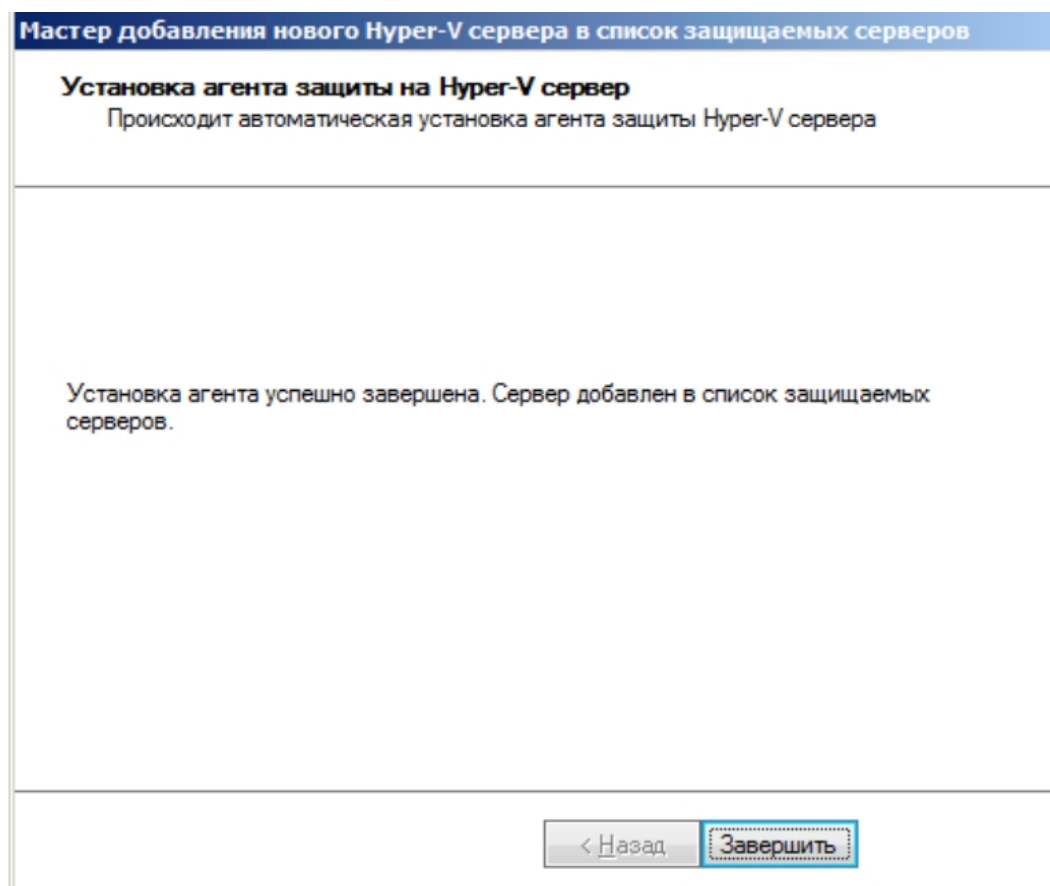 Мастер добавления нового Hyper-V сервера в список защищаемых серверов
Установка агента защиты на Hyper-V сервер
Происходит автоматическая установка агента защиты Hyper-V сервера
Установка агента успешно завершена. Сервер добавлен в список защищаемых
серверов.
< Назад
Завершить